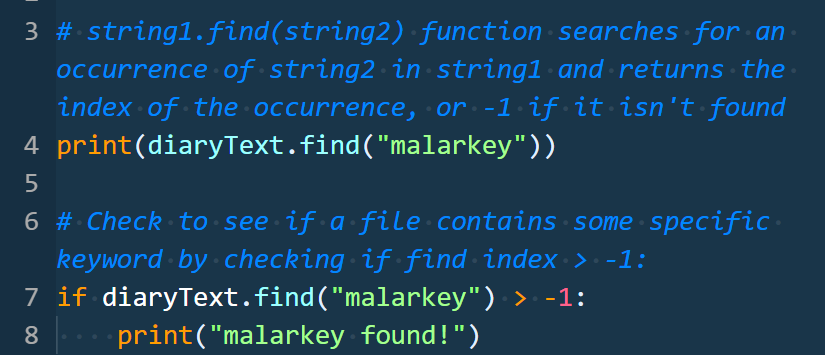 3 # string1.find(string2) function searches for an
occurrence of string2 in string1 and returns the
index of the occurrence, or -1 if it isn't found
4 print(diaryText.find("malarkey"))
5
6 # Check to see if a file contains some specific
keyword by checking if find index > -1:
7 if diaryText.find("malarkey") > -1:
8     print("malarkey found!")